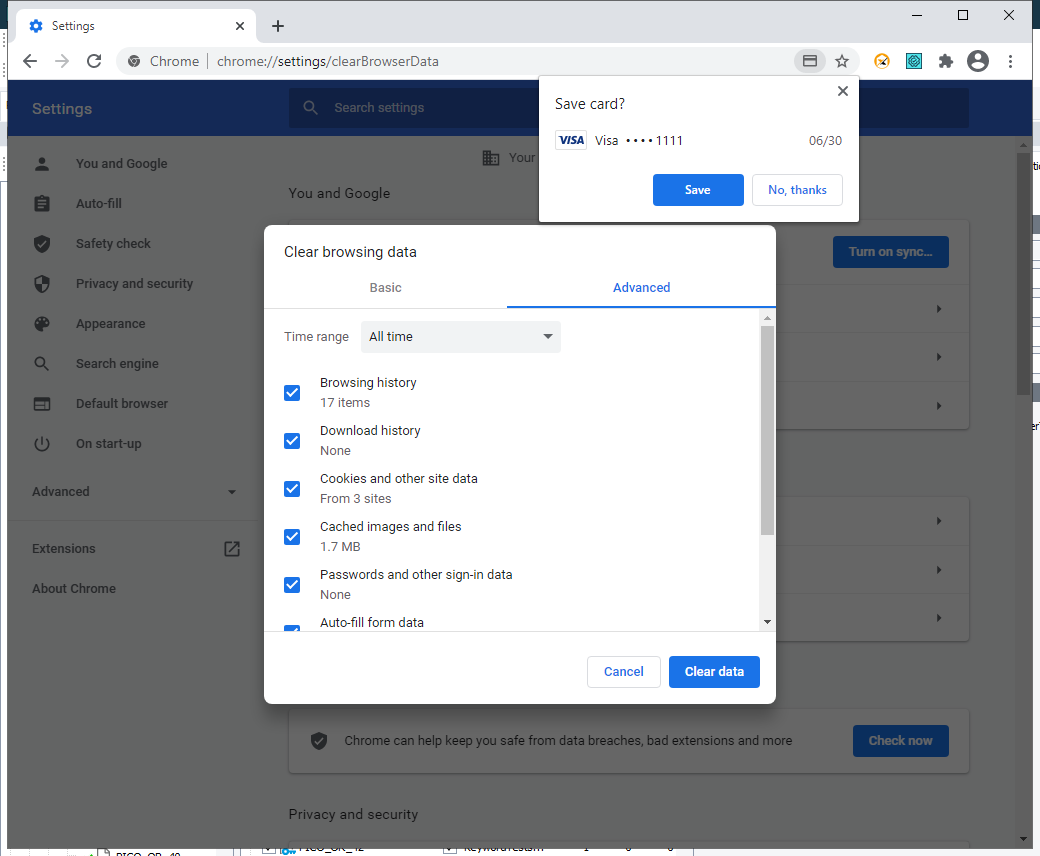 Settings
Chrome | chrome://settings/clearBrowserData
Settings
Search settings
Save card?
VISA Visa •••• 1111 06/30
Save No, thanks
You and Google
Auto-fill
Safety check
Privacy and security
Appearance
Search engine
Default browser
On start-up
Advanced
Extensions
About Chrome
Your
You and Google
Turn on sync...
Clear browsing data
Basic Advanced
Time range All time
Browsing history
17 items
Download history
None
Cookies and other site data
From 3 sites
Cached images and files
1.7 MB
Passwords and other sign-in data
None
Auto-fill form data
Cancel Clear data
Chrome can help keep you safe from data breaches, bad extensions and more
Check now
Privacy and security